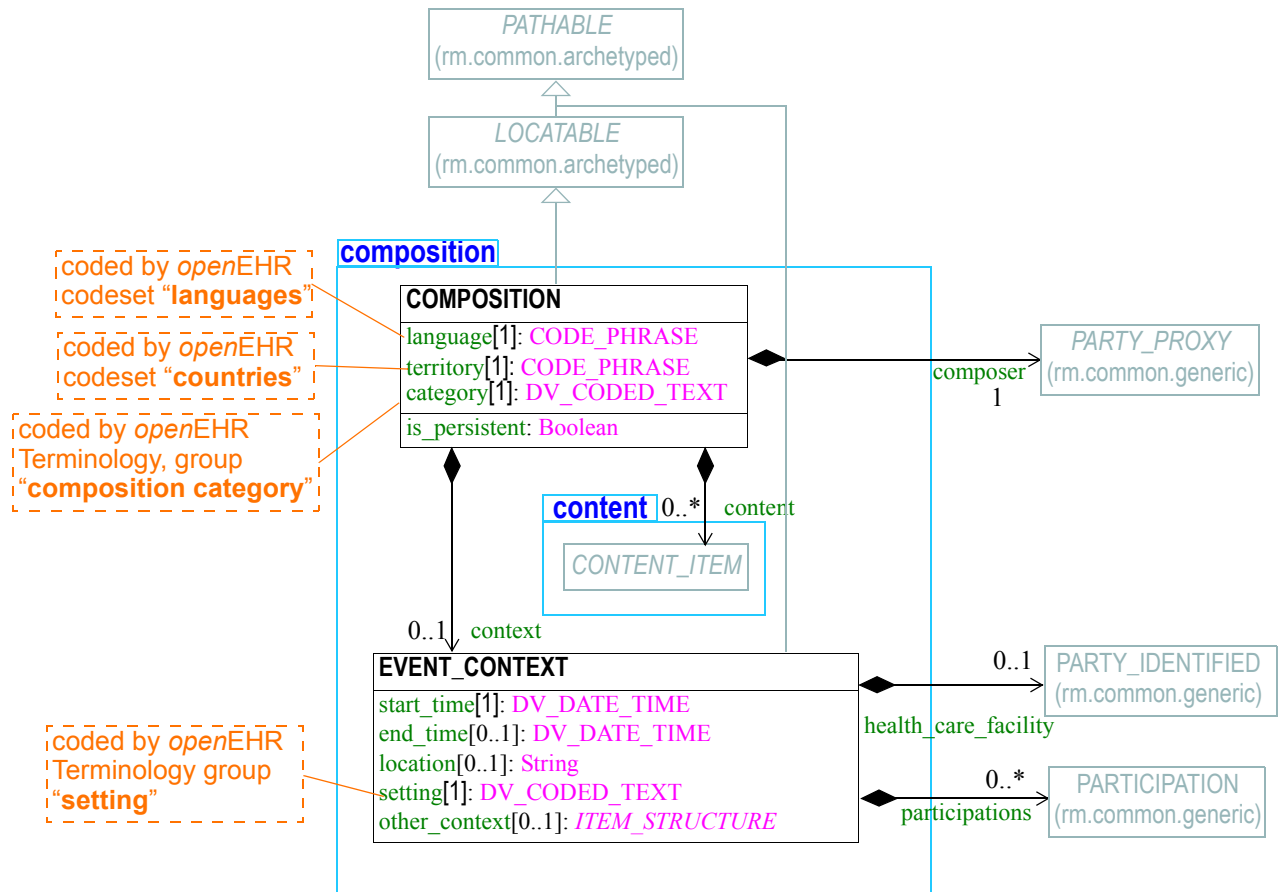 PATHABLE
(rm.common.archetyped)
LOCATABLE
(rm.common.archetyped)
composition
coded by openEHR
codeset “languages”
COMPOSITION
language[1]: CODE_PHRASE
territory[1]: CODE_PHRASE
category[1]: DV_CODED_TEXT
is_persistent: Boolean
coded by openEHR
codeset “countries”
coded by openEHR
Terminology, group
“composition category”
composer
1
PARTY_PROXY
(rm.common.generic)
content
0..*
content
CONTENT_ITEM
0..1
context
EVENT_CONTEXT
start_time[1]: DV_DATE_TIME
end_time[0..1]: DV_DATE_TIME
location[0..1]: String
setting[1]: DV_CODED_TEXT
other_context[0..1]: ITEM_STRUCTURE
0..1
health_care_facility
PARTY_IDENTIFIED
(rm.common.generic)
coded by openEHR
Terminology group
“setting”
0..*
participations
PARTICIPATION
(rm.common.generic)